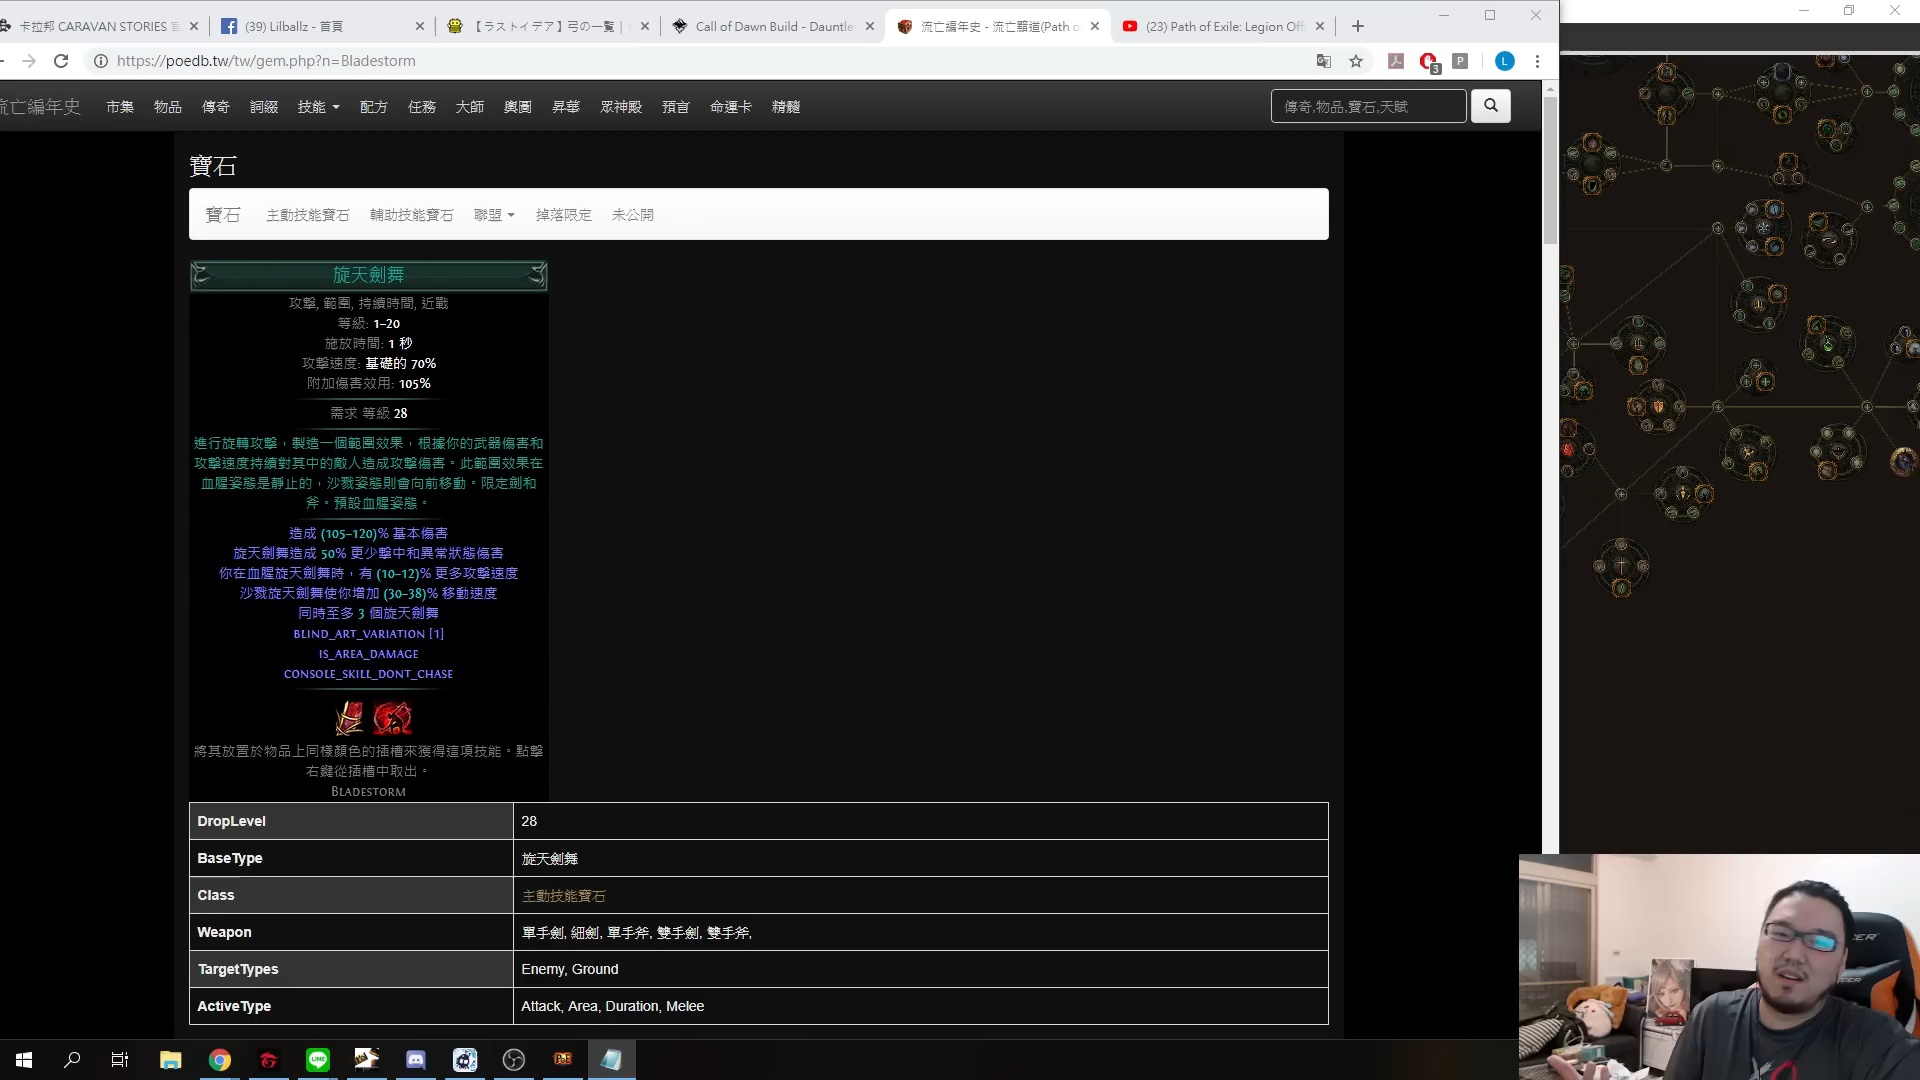 卡拉邦 CARAVAN STORIES
(39) Lilballz - 首頁
【ラストイデア】弓の一覧 |
Call of Dawn Build - Dauntle
流亡編年史 - 流亡黯道(Path o
(23) Path of Exile: Legion Offi
https://poedb.tw/tw/gem.php?n=Bladestorm
3
P
L
流亡編年史
市集
物品
傳奇
詞綴
技能
配方
任務
大師
輿圖
昇華
眾神殿
預言
命運卡
精髓
傳奇,物品,寶石,天賦
寶石
寶石
主動技能寶石
輔助技能寶石
聯盟
掉落限定
未公開
旋天劍舞
攻擊, 範圍, 持續時間, 近戰
等級: 1–20
施放時間: 1 秒
攻擊速度: 基礎的 70%
附加傷害效用: 105%
需求 等級 28
進行旋轉攻擊，製造一個範圍效果，根據你的武器傷害和
攻擊速度持續對其中的敵人造成攻擊傷害。此範圍效果在
血腥姿態是靜止的，沙戮姿態則會向前移動。限定劍和
斧。預設血腥姿態。
造成 (105–120)% 基本傷害
旋天劍舞造成 50% 更少擊中和異常狀態傷害
你在血腥旋天劍舞時，有 (10–12)% 更多攻擊速度
沙戮旋天劍舞使你增加 (30–38)% 移動速度
同時至多 3 個旋天劍舞
BLIND_ART_VARIATION [1]
IS_AREA_DAMAGE
CONSOLE_SKILL_DONT_CHASE
將其放置於物品上同樣顏色的插槽來獲得這項技能。點擊
右鍵從插槽中取出。
BLADESTORM
DropLevel 28
BaseType 旋天劍舞
Class 主動技能寶石
Weapon 單手劍, 細劍, 單手斧, 雙手劍, 雙手斧,
TargetTypes Enemy, Ground
ActiveType Attack, Area, Duration, Melee
LINE
PoE